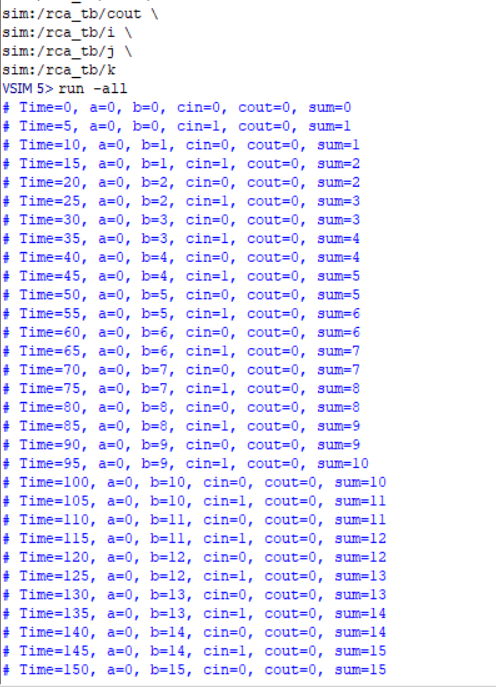 sim:/rca_tb/cout \
sim:/rca_tb/i \
sim:/rca_tb/j \
sim:/rca_tb/k
VSIM 5> run -all
# Time=0, a=0, b=0, cin=0, cout=0, sum=0
# Time=5, a=0, b=0, cin=1, cout=0, sum=1
# Time=10, a=0, b=1, cin=0, cout=0, sum=1
# Time=15, a=0, b=1, cin=1, cout=0, sum=2
# Time=20, a=0, b=2, cin=0, cout=0, sum=2
# Time=25, a=0, b=2, cin=1, cout=0, sum=3
# Time=30, a=0, b=3, cin=0, cout=0, sum=3
# Time=35, a=0, b=3, cin=1, cout=0, sum=4
# Time=40, a=0, b=4, cin=0, cout=0, sum=4
# Time=45, a=0, b=4, cin=1, cout=0, sum=5
# Time=50, a=0, b=5, cin=0, cout=0, sum=5
# Time=55, a=0, b=5, cin=1, cout=0, sum=6
# Time=60, a=0, b=6, cin=0, cout=0, sum=6
# Time=65, a=0, b=6, cin=1, cout=0, sum=7
# Time=70, a=0, b=7, cin=0, cout=0, sum=7
# Time=75, a=0, b=7, cin=1, cout=0, sum=8
# Time=80, a=0, b=8, cin=0, cout=0, sum=8
# Time=85, a=0, b=8, cin=1, cout=0, sum=9
# Time=90, a=0, b=9, cin=0, cout=0, sum=9
# Time=95, a=0, b=9, cin=1, cout=0, sum=10
# Time=100, a=0, b=10, cin=0, cout=0, sum=10
# Time=105, a=0, b=10, cin=1, cout=0, sum=11
# Time=110, a=0, b=11, cin=0, cout=0, sum=11
# Time=115, a=0, b=11, cin=1, cout=0, sum=12
# Time=120, a=0, b=12, cin=0, cout=0, sum=12
# Time=125, a=0, b=12, cin=1, cout=0, sum=13
# Time=130, a=0, b=13, cin=0, cout=0, sum=13
# Time=135, a=0, b=13, cin=1, cout=0, sum=14
# Time=140, a=0, b=14, cin=0, cout=0, sum=14
# Time=145, a=0, b=14, cin=1, cout=0, sum=15
# Time=150, a=0, b=15, cin=0, cout=0, sum=15